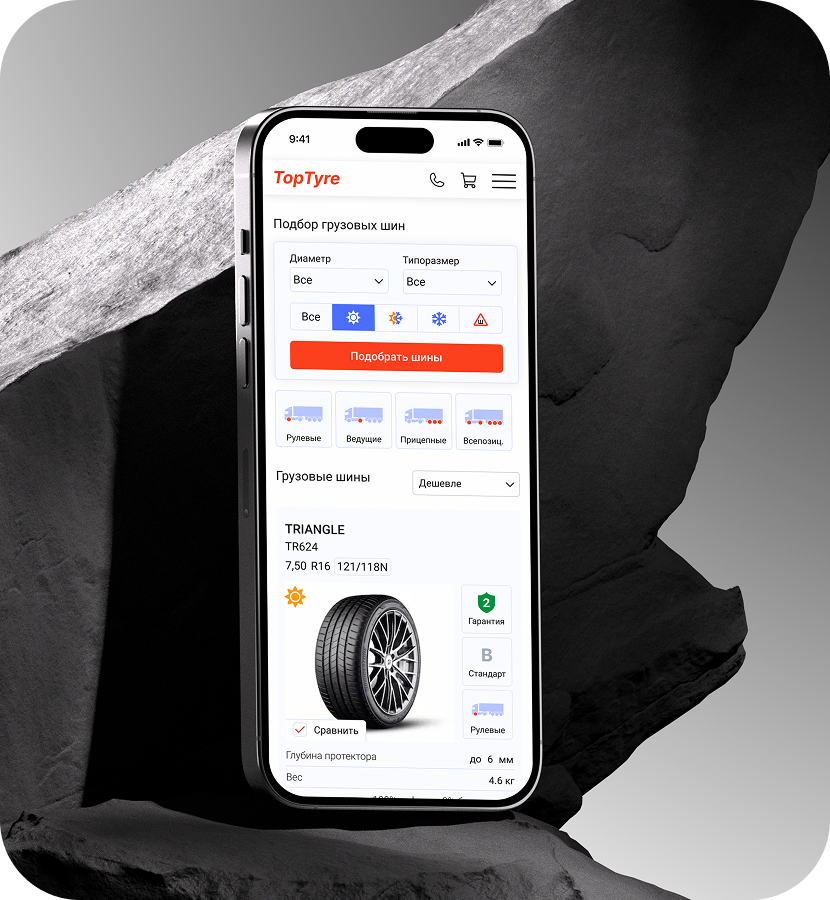 9:41
TopTyre
Подбор грузовых шин
Диаметр Типоразмер
Все Все
Все Ш
Подобрать шины
Рулевые Ведущие Прицепные Всепозиц.
Грузовые шины Дешевле
TRIANGLE
TR624
7,50 R16 121/118N
2
Гарантия
B
Стандарт
Рулевые
Сравнить
Глубина протектора до 6 мм
Вес 4.6 кг